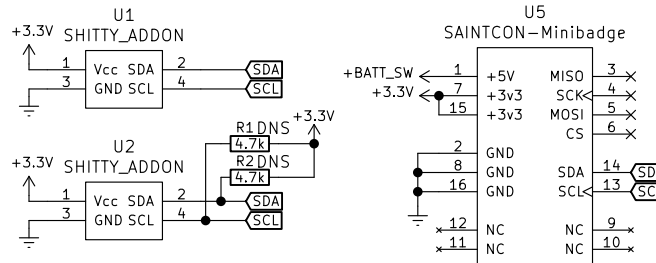 U1
SHITTY_ADDON
+3.3V
1 Vcc SDA 2 SDA
3 GND SCL 4 SCL
+3.3V
R1 DNS
4.7k
R2 DNS
4.7k
U2
SHITTY_ADDON
+3.3V
1 Vcc SDA 2 SDA
3 GND SCL 4 SCL
U5
SAINTCON-Minibadge
+BATT_SW 1 +5V MISO 3
+3.3V 7 +3v3 SCK 4
15 +3v3 MOSI 5
CS 6
2 GND
8 GND SDA 14 SD
16 GND SCL 13 SC
12 NC NC 9
11 NC NC 10